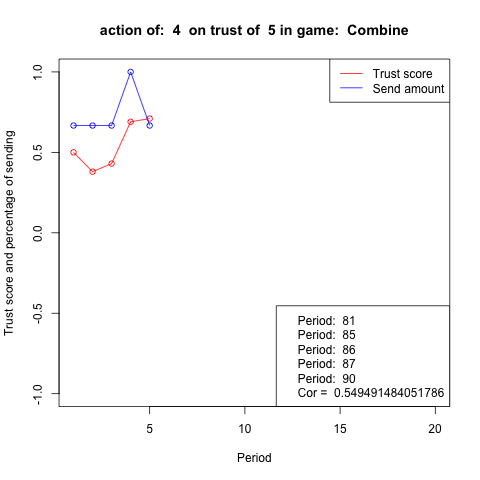 action of:  4  on trust of  5 in game:  Combine
Trust score
Send amount
Trust score and percentage of sending
1.0
0.5
0.0
-0.5
-1.0
Period:  81
Period:  85
Period:  86
Period:  87
Period:  90
Cor =  0.549491484051786
5 10 15 20
Period